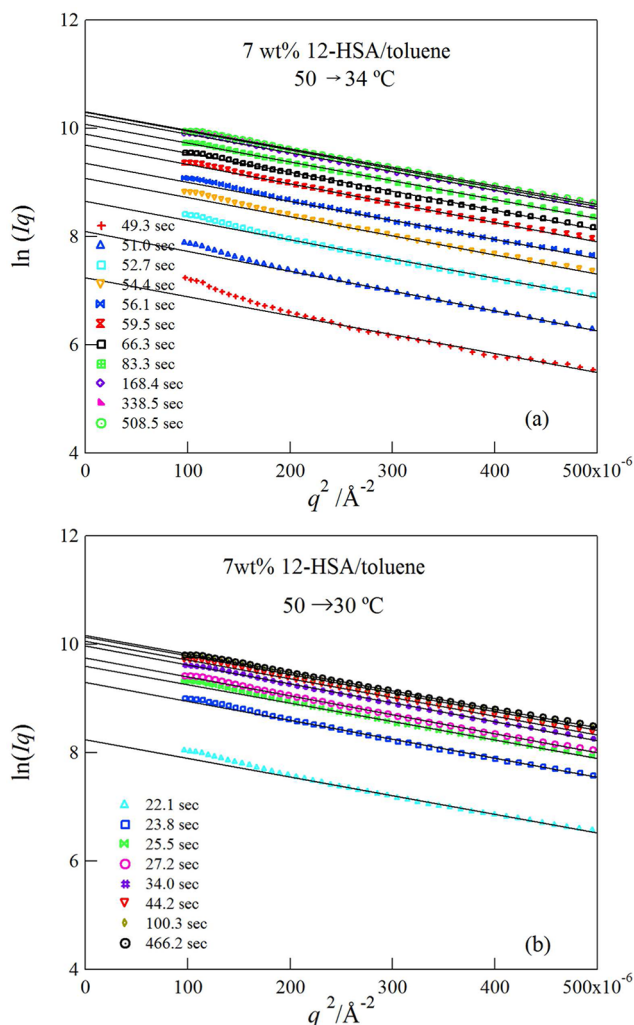 12
7 wt% 12-HSA/toluene
50 → 34 ºC
10
ln (Iq)
8
6
4
49.3 sec
51.0 sec
52.7 sec
54.4 sec
56.1 sec
59.5 sec
66.3 sec
83.3 sec
168.4 sec
338.5 sec
508.5 sec
(a)
0 100 200 300 400 500x10⁻⁶
q² /Å⁻²
12
7wt% 12-HSA/toluene
50 →30 ºC
10
ln(Iq)
8
6
4
22.1 sec
23.8 sec
25.5 sec
27.2 sec
34.0 sec
44.2 sec
100.3 sec
466.2 sec
(b)
0 100 200 300 400 500x10⁻⁶
q² /Å⁻²